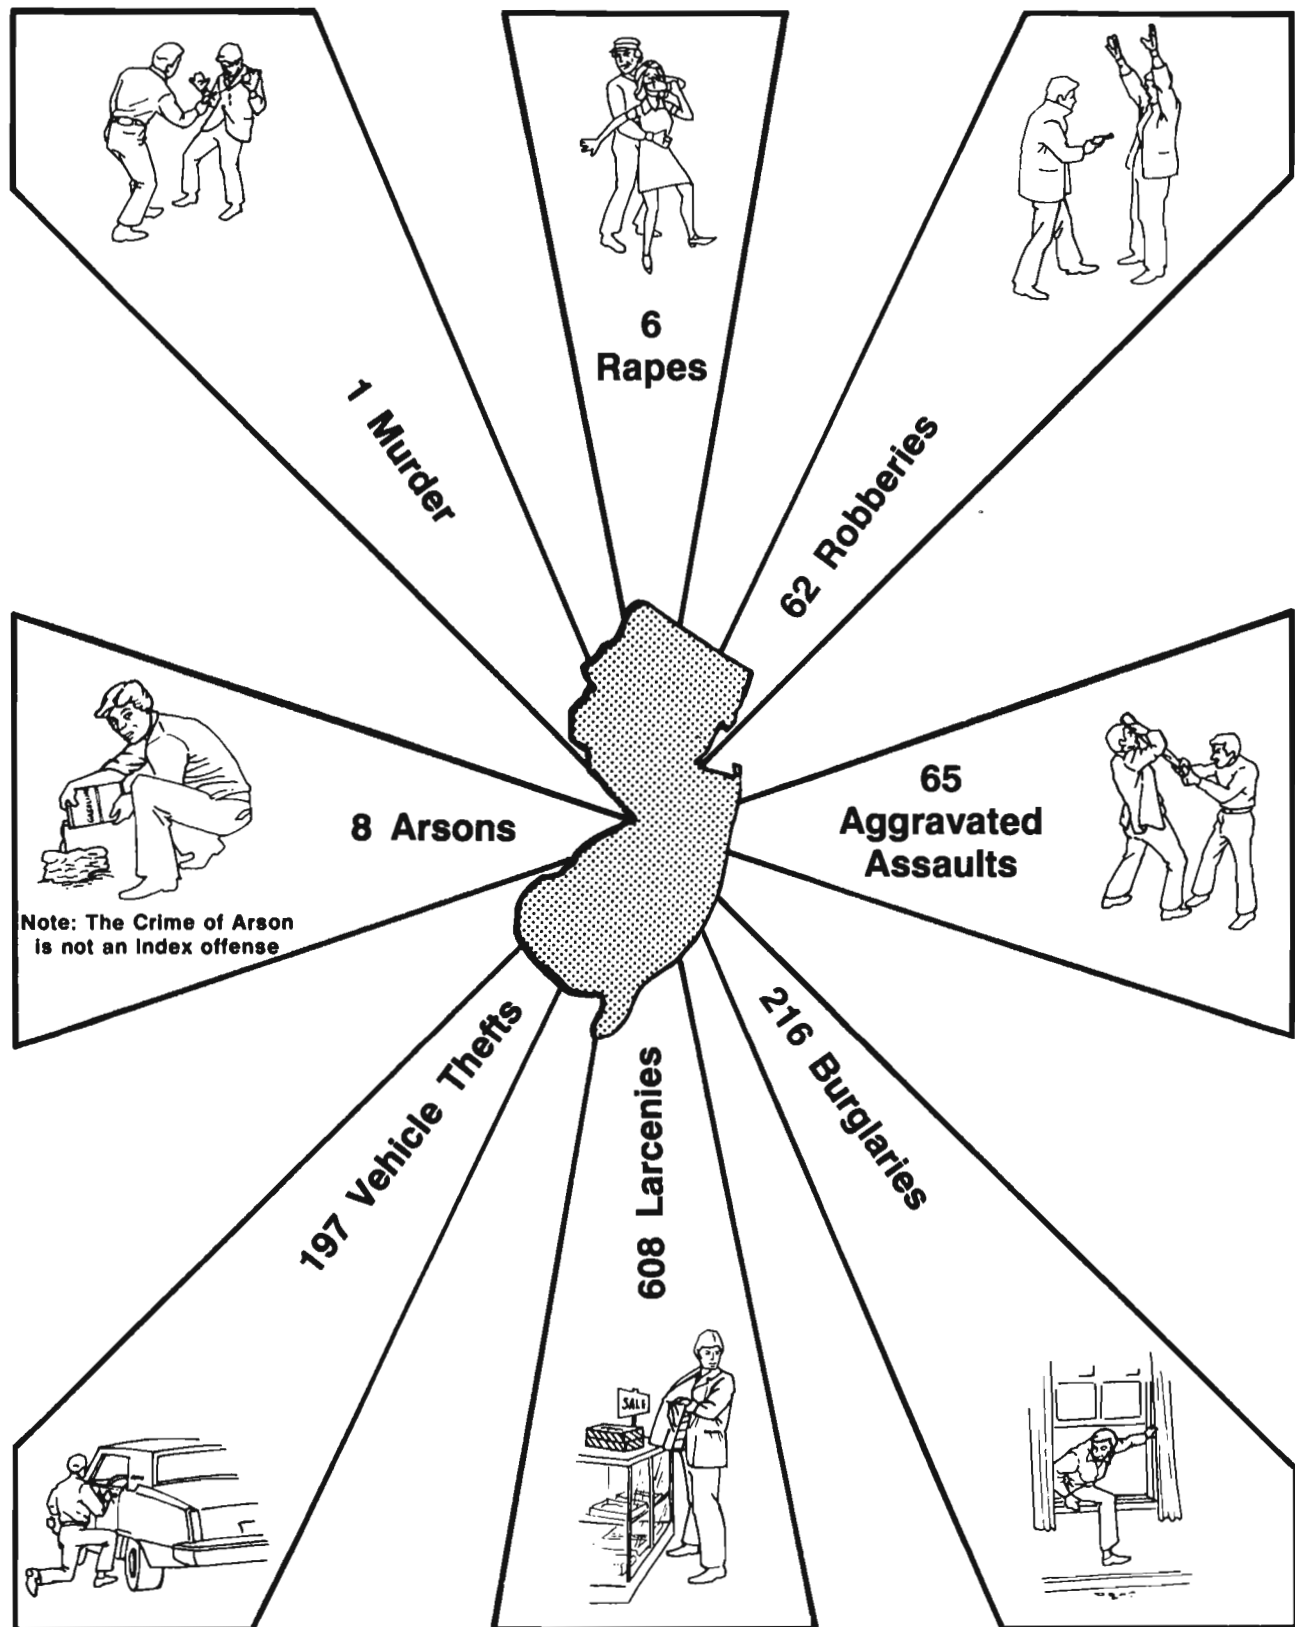 1 Murder
6
Rapes
62 Robberies
65
Aggravated
Assaults
8 Arsons
Note: The Crime of Arson
is not an Index offense
216 Burglaries
197 Vehicle Thefts
608 Larcenies
SALE